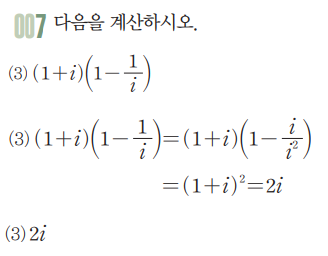 007 다음을 계산하시오.
(3) (1+i)(1-1/i)
(3) (1+i)(1-1/i)=(1+i)(1-i/i²)
=(1+i)²=2i
(3) 2i